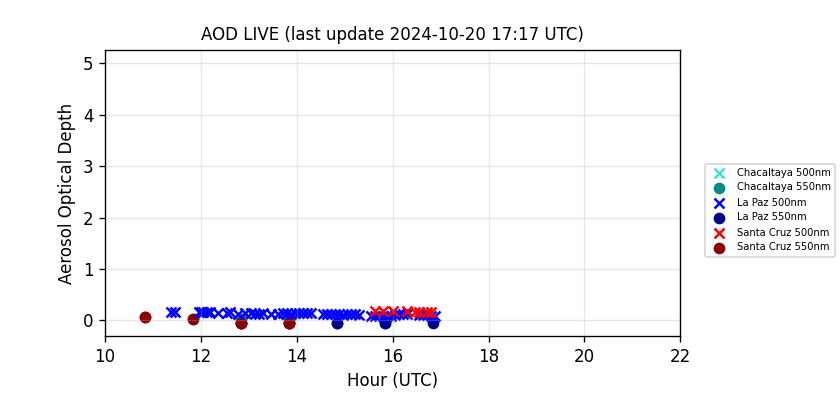 AOD LIVE (last update 2024-10-20 17:17 UTC)
Aerosol Optical Depth
5
4
3
2
1
0
10 12 14 16 18 20 22
Hour (UTC)
Chacaltaya 500nm
Chacaltaya 550nm
La Paz 500nm
La Paz 550nm
Santa Cruz 500nm
Santa Cruz 550nm